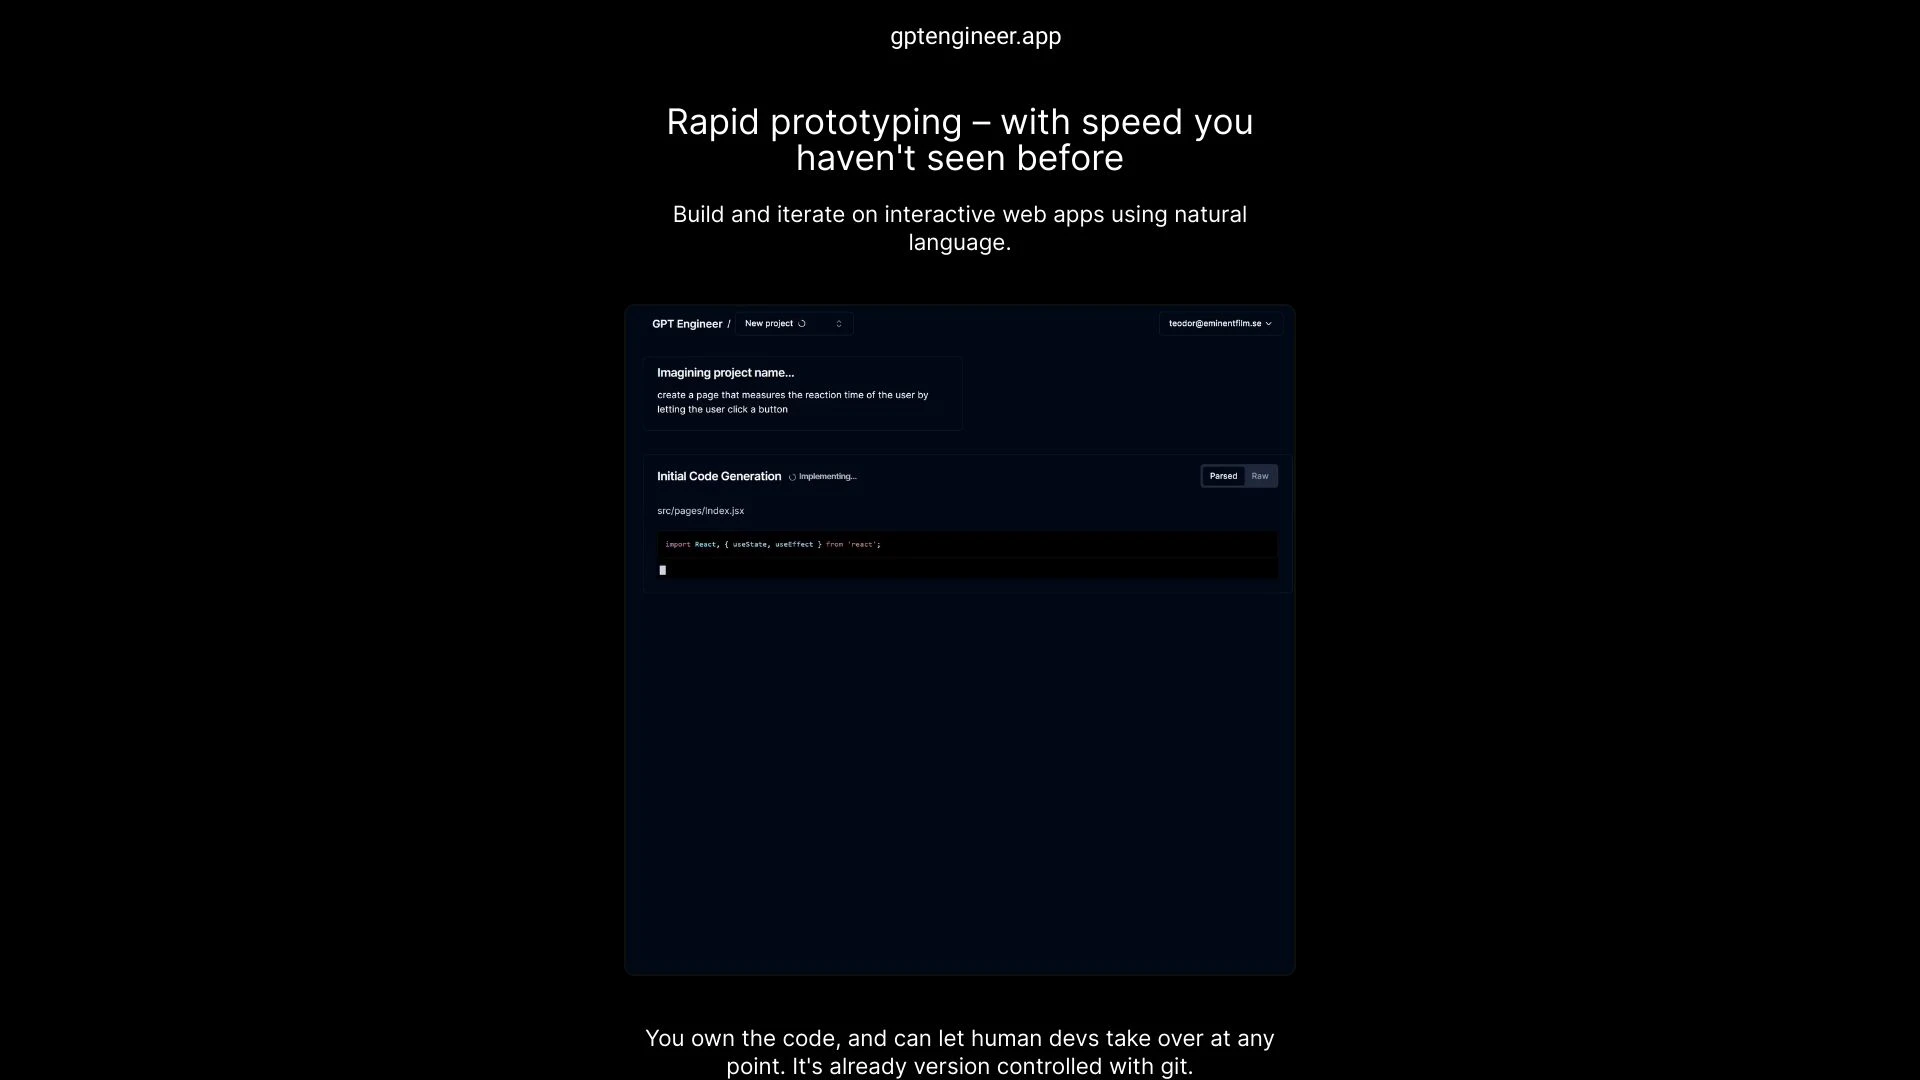 gptengineer.app
Rapid prototyping – with speed you
haven't seen before
Build and iterate on interactive web apps using natural
language.
GPT Engineer / New project teodor@eminentfilm.se
Imagining project name...
create a page that measures the reaction time of the user by
letting the user click a button
Initial Code Generation Implementing... Parsed Raw
src/pages/Index.jsx
import React, { useState, useEffect } from 'react';
You own the code, and can let human devs take over at any
point. It's already version controlled with git.